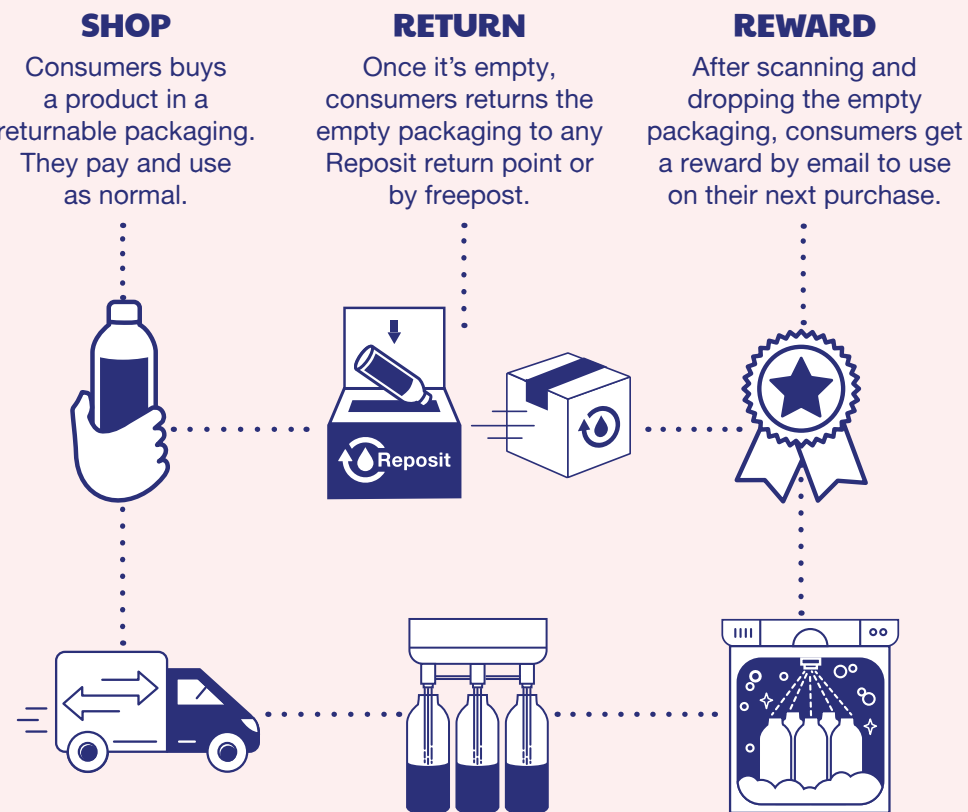 SHOP
Consumers buys
a product in a
returnable packaging.
They pay and use
as normal.
RETURN
Once it's empty,
consumers returns the
empty packaging to any
Reposit return point or
by freepost.
REWARD
After scanning and
dropping the empty
packaging, consumers get
a reward by email to use
on their next purchase.
Reposit